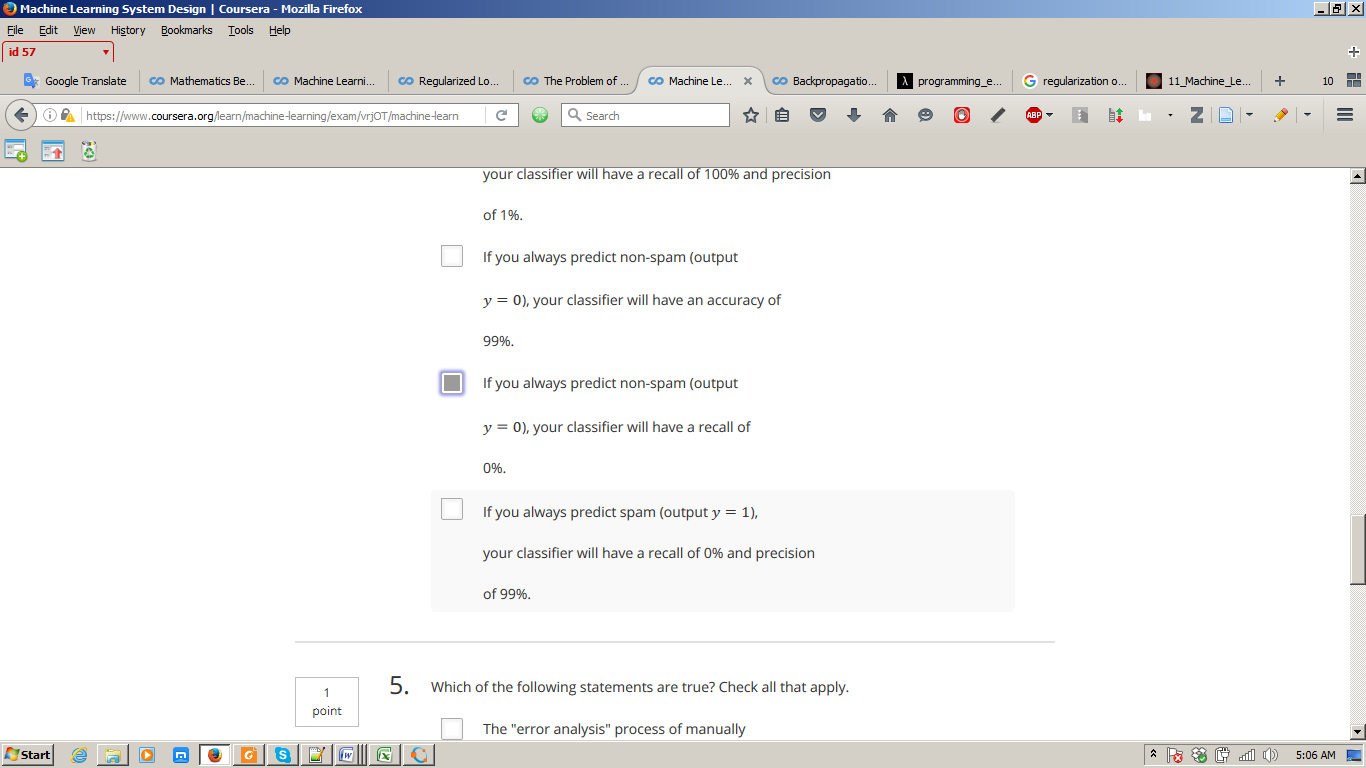 Machine Learning System Design | Coursera - Mozilla Firefox
File Edit View History Bookmarks Tools Help
id 57
Google Translate Mathematics Be... Machine Learni... Regularized Lo... The Problem of ... Machine Le... Backpropagatio... programming_e... regularization o... 11_Machine_Le... 10
https://www.coursera.org/learn/machine-learning/exam/vrjOT/machine-learn Search ABP
your classifier will have a recall of 100% and precision
of 1%.
If you always predict non-spam (output
y = 0), your classifier will have an accuracy of
99%.
If you always predict non-spam (output
y = 0), your classifier will have a recall of
0%.
If you always predict spam (output y = 1),
your classifier will have a recall of 0% and precision
of 99%.
1
point
5. Which of the following statements are true? Check all that apply.
The "error analysis" process of manually
Start 5:06 AM